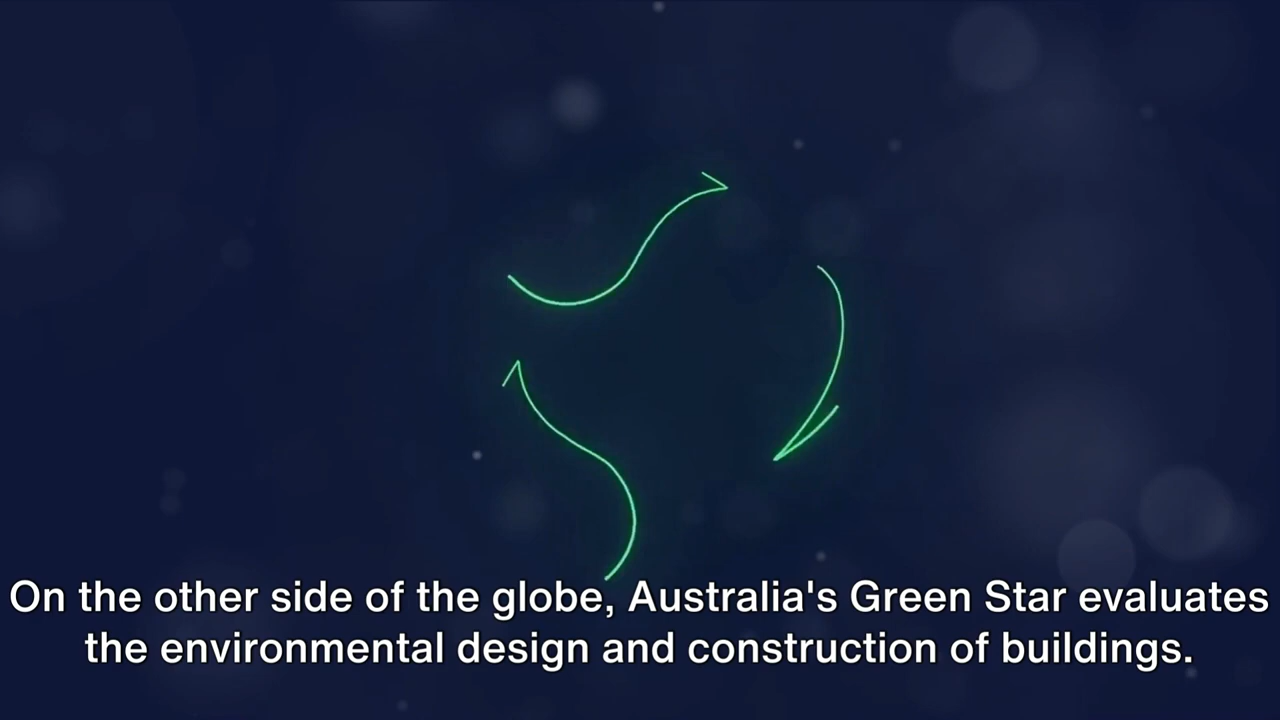 On the other side of the globe, Australia's Green Star evaluates
the environmental design and construction of buildings.